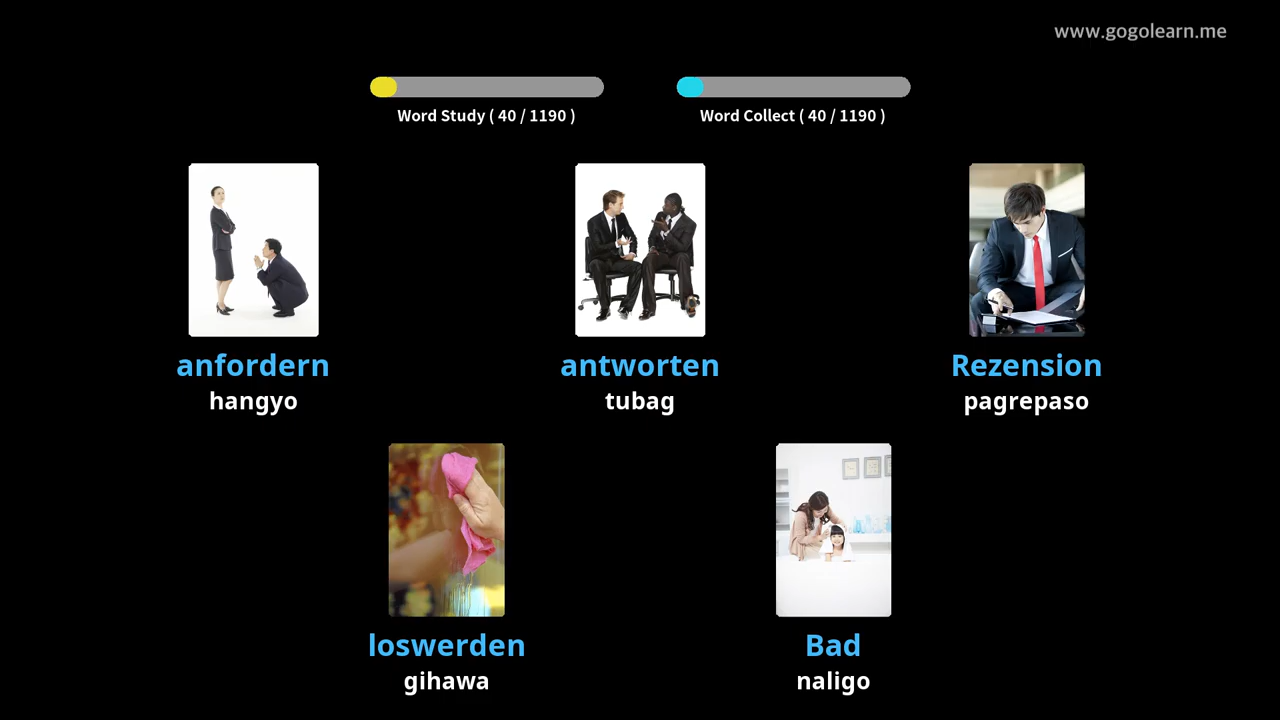 www.gogolearn.me
Word Study ( 40 / 1190 )
Word Collect ( 40 / 1190 )
anfordern
hangyo
antworten
tubag
Rezension
pagrepaso
loswerden
gihawa
Bad
naligo